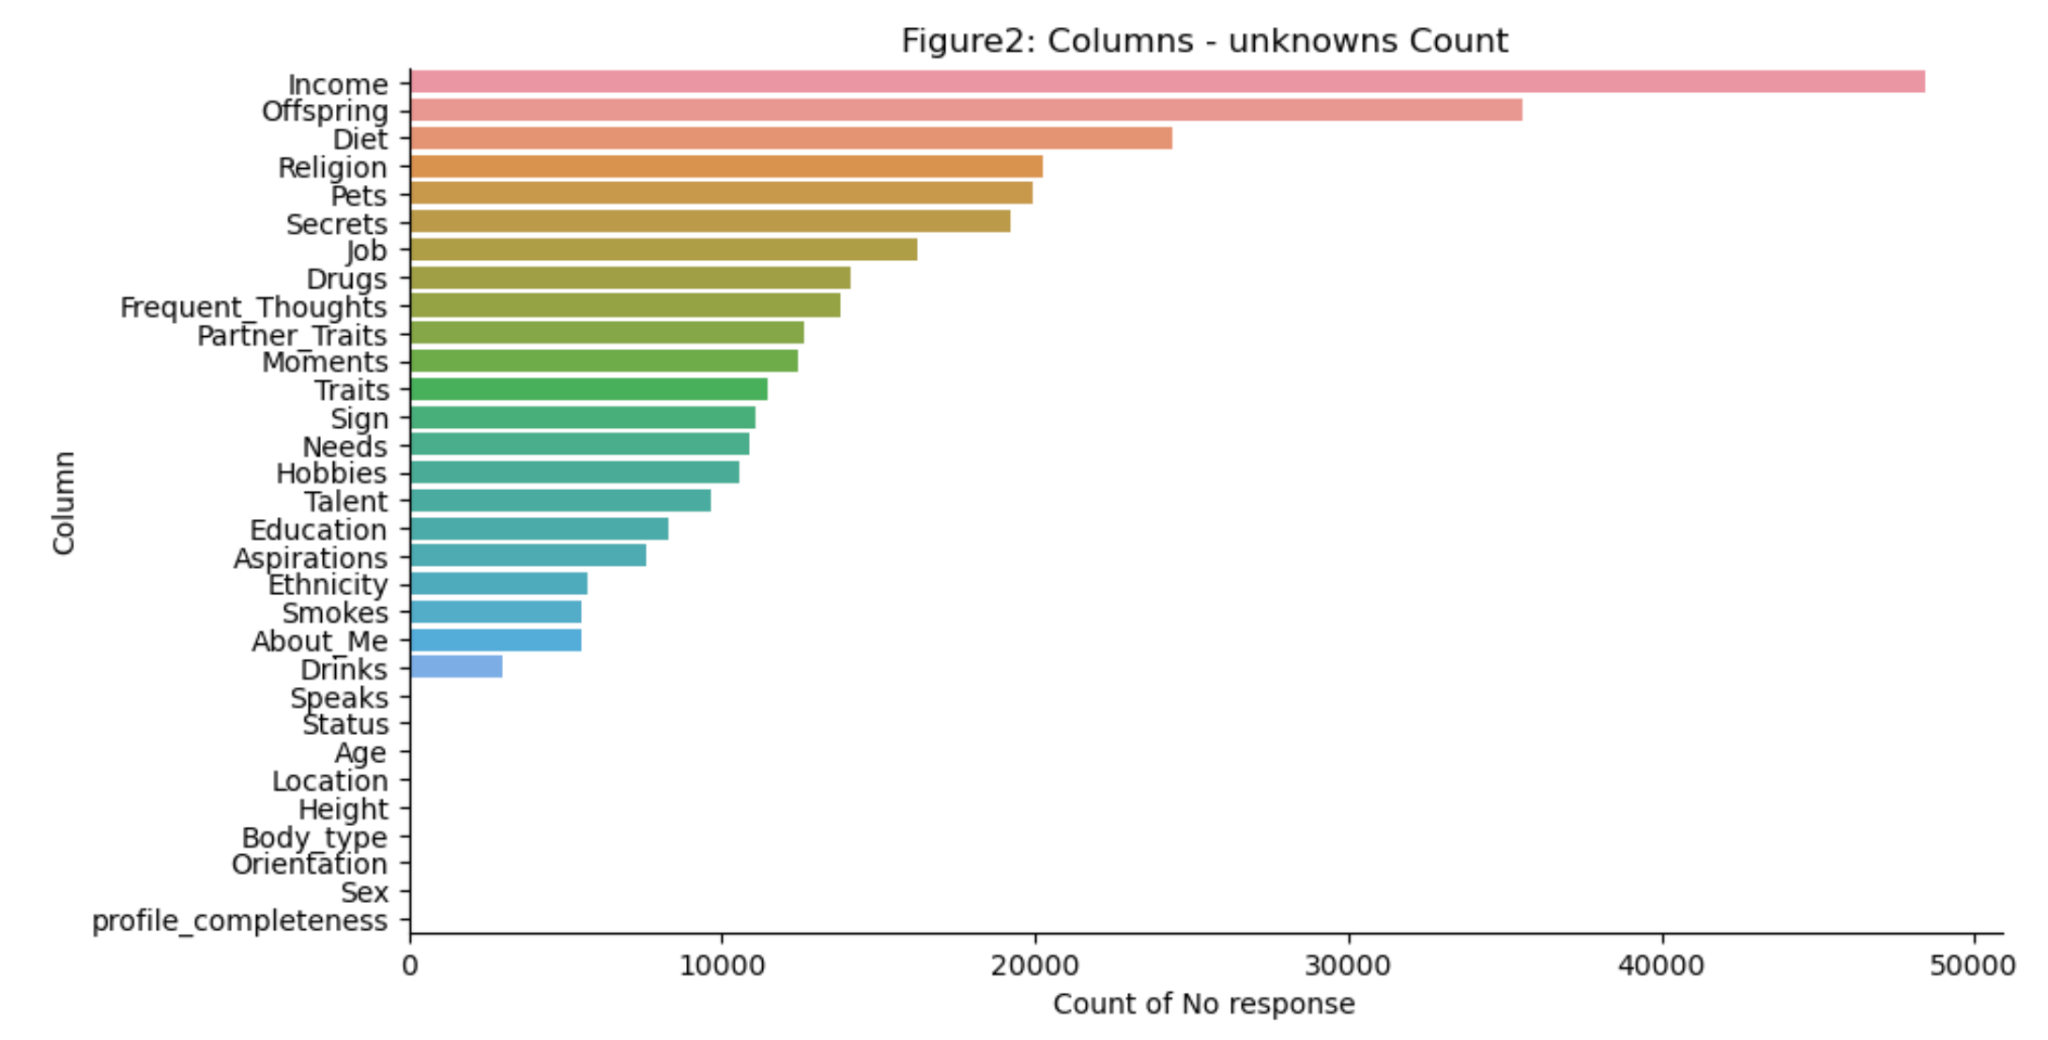 Figure2: Columns - unknowns Count
Income
Offspring
Diet
Religion
Pets
Secrets
Job
Drugs
Frequent_Thoughts
Partner_Traits
Moments
Traits
Sign
Needs
Hobbies
Talent
Education
Aspirations
Ethnicity
Smokes
About_Me
Drinks
Speaks
Status
Age
Location
Height
Body_type
Orientation
Sex
profile_completeness
Column
0 10000 20000 30000 40000 50000
Count of No response